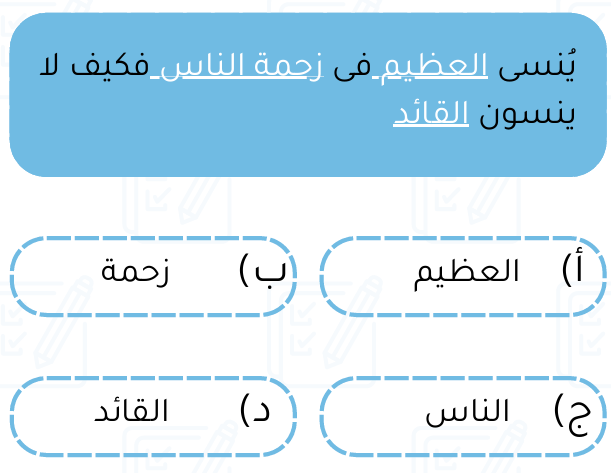 يُنسى العظيم فى زحمة الناس فكيف لا
ينسون القائد
أ) العظيم
ب) زحمة
ج) الناس
د) القائد